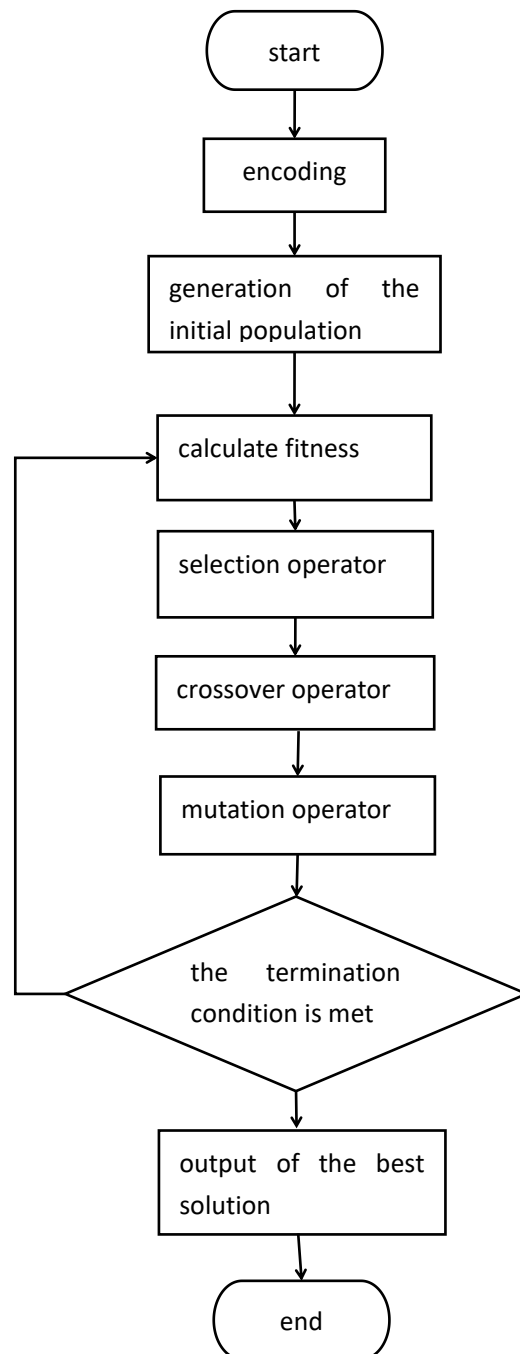 start
encoding
generation of the
initial population
calculate fitness
selection operator
crossover operator
mutation operator
the termination
condition is met
output of the best
solution
end